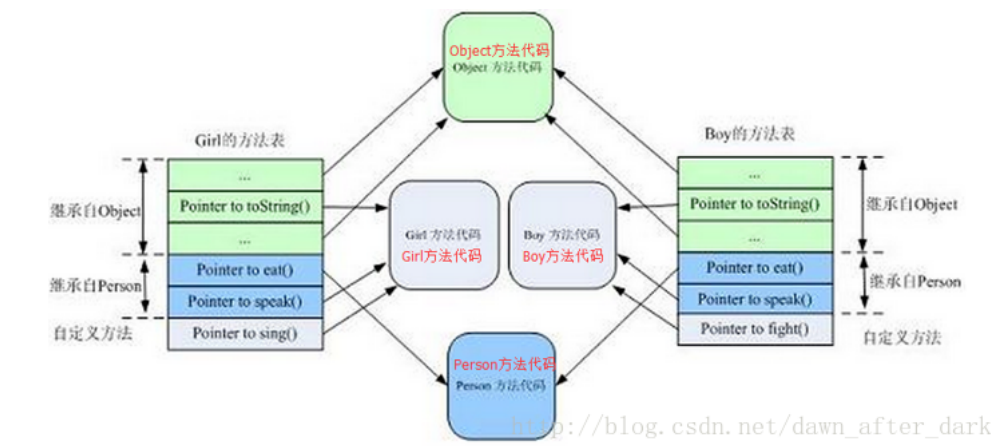 Object方法代码
Object 方法代码
Girl的方法表
...
Pointer to toString()
...
Pointer to eat()
Pointer to speak()
Pointer to sing()
继承自Object
继承自Person
自定义方法
Girl 方法代码
Girl方法代码
Boy 方法代码
Boy方法代码
Boy的方法表
...
Pointer to toString()
...
Pointer to eat()
Pointer to speak()
Pointer to fight()
继承自Object
继承自Person
自定义方法
Person方法代码
Person 方法代码
http://blog.csdn.net/dawn_after_dark